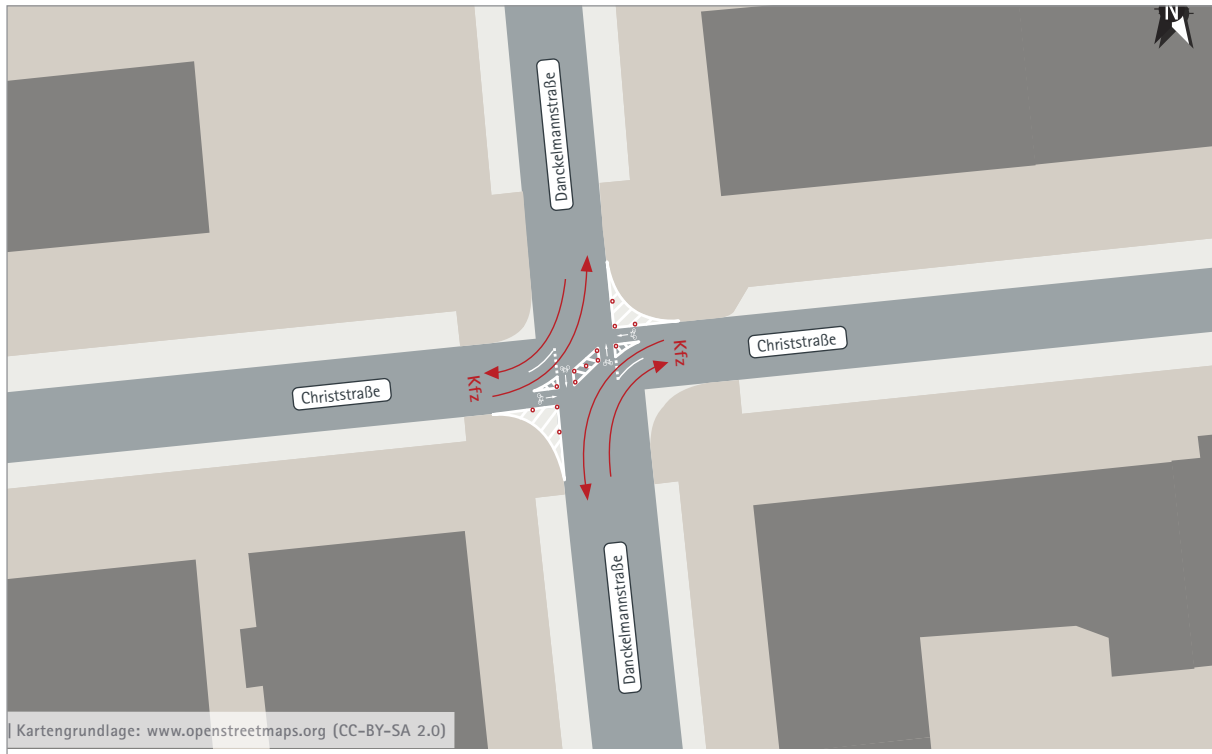 N
Danckelmannstraße
Christstraße
Kfz
Kfz
Christstraße
Danckelmannstraße
| Kartengrundlage: www.openstreetmaps.org (CC-BY-SA 2.0)